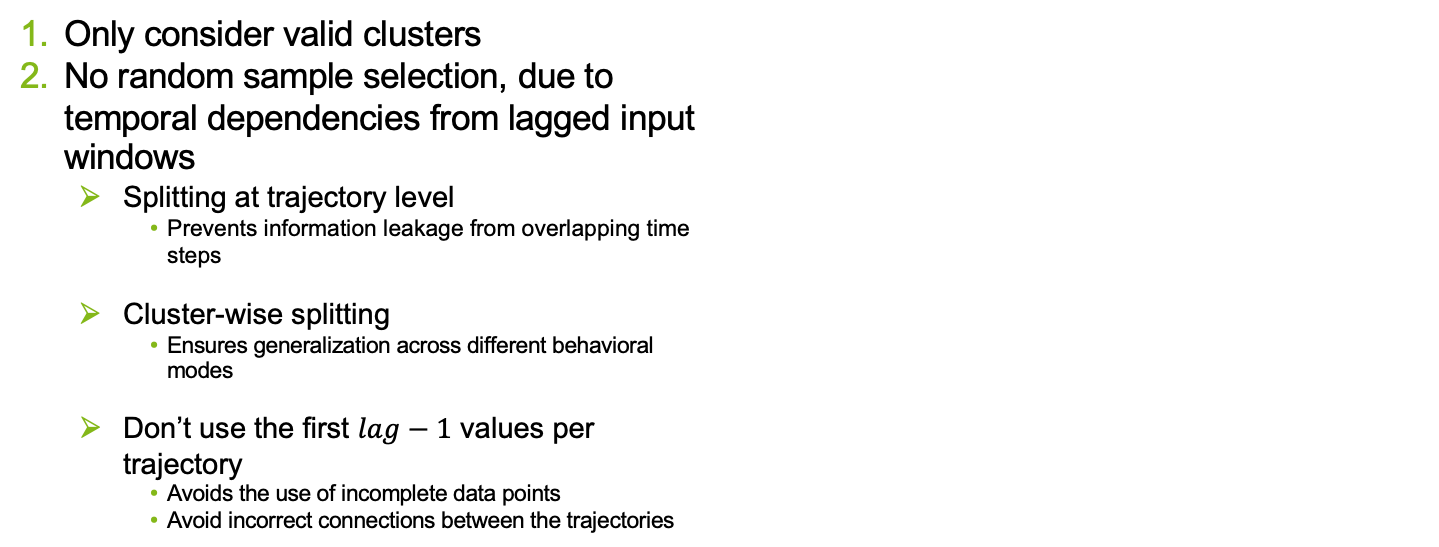 1. Only consider valid clusters
2. No random sample selection, due to
temporal dependencies from lagged input
windows
➢ Splitting at trajectory level
• Prevents information leakage from overlapping time
steps
➢ Cluster-wise splitting
• Ensures generalization across different behavioral
modes
➢ Don’t use the first 𝑙𝑎𝑔 − 1 values per
trajectory
• Avoids the use of incomplete data points
• Avoid incorrect connections between the trajectories